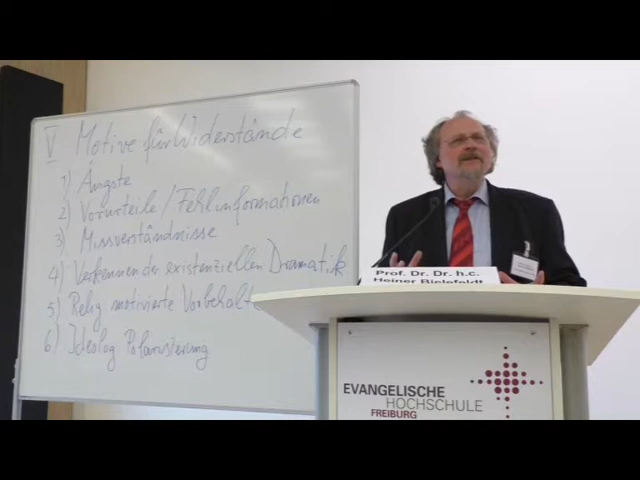 V Motive für Widerstände
1) Ängste
2) Vorurteile / Fehlinformationen
3) Missverständnisse
4) Verkennen der existenziellen Dramatik
5) Relig. motivierte Vorbehalt
6) Ideolog Polarisierung
Prof. Dr. Dr. h.c.
Heiner Bielefeldt
EVANGELISCHE
HOCHSCHULE
FREIBURG